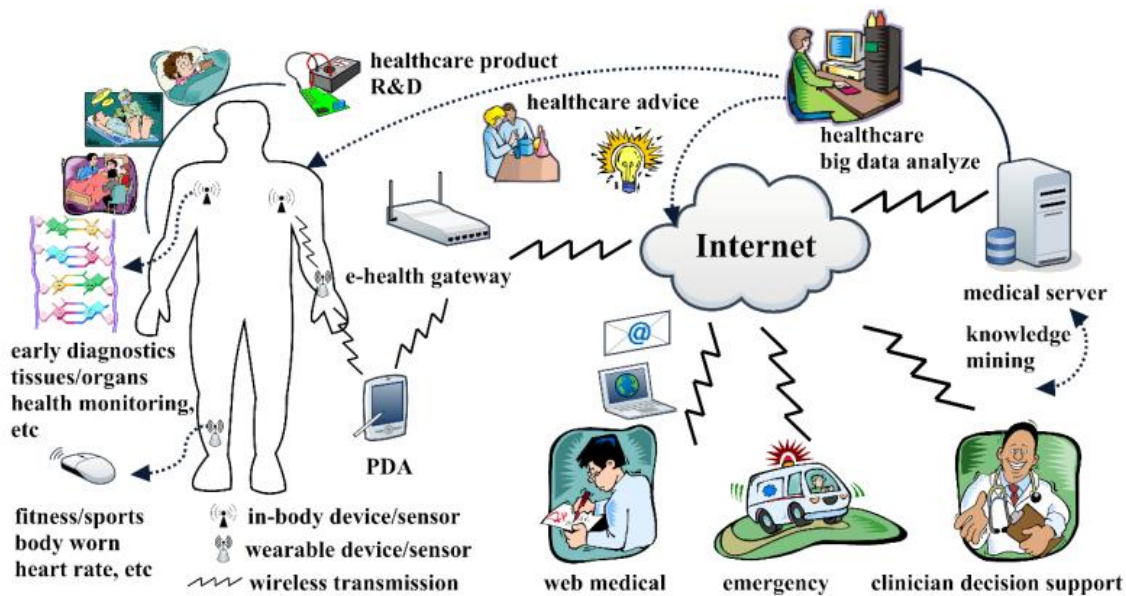 healthcare product
R&D
healthcare advice
healthcare
big data analyze
Internet
e-health gateway
medical server
knowledge
mining
@
early diagnostics
tissues/organs
health monitoring,
etc
PDA
fitness/sports
body worn
heart rate, etc
in-body device/sensor
wearable device/sensor
wireless transmission
web medical
emergency
clinician decision support